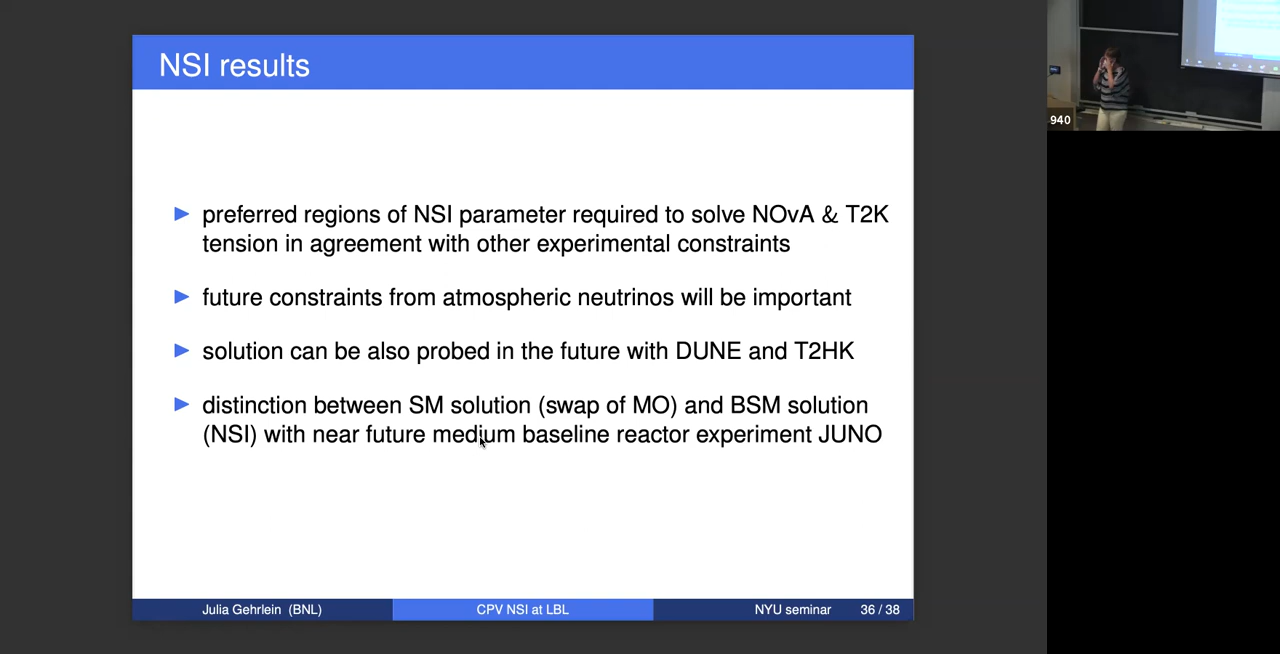 NSI results
preferred regions of NSI parameter required to solve NOvA & T2K
tension in agreement with other experimental constraints
future constraints from atmospheric neutrinos will be important
solution can be also probed in the future with DUNE and T2HK
distinction between SM solution (swap of MO) and BSM solution
(NSI) with near future medium baseline reactor experiment JUNO
Julia Gehrlein (BNL)
CPV NSI at LBL
NYU seminar 36 / 38
940